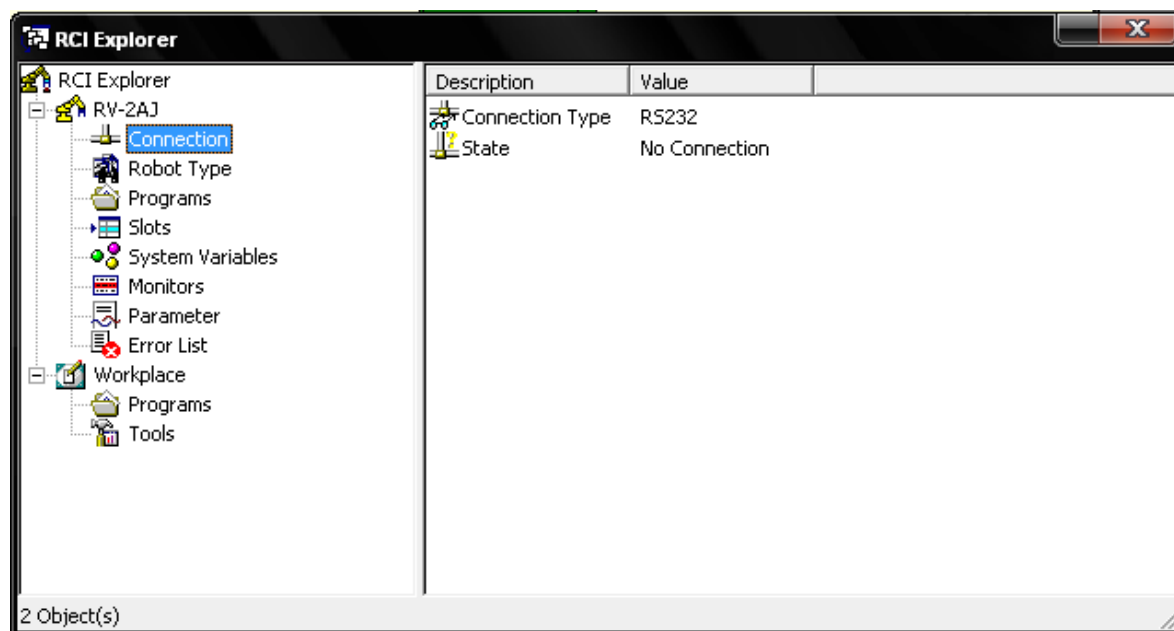 RCI Explorer
RCI Explorer
RV-2AJ
Connection
Robot Type
Programs
Slots
System Variables
Monitors
Parameter
Error List
Workplace
Programs
Tools
Description Value
Connection Type RS232
State No Connection
2 Object(s)